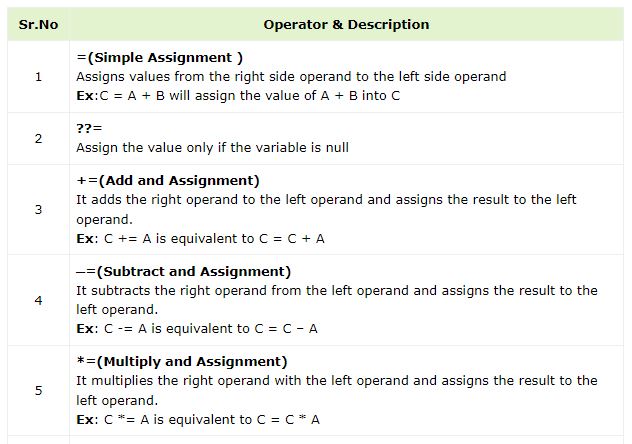 Sr.No Operator & Description
=(Simple Assignment )
1 Assigns values from the right side operand to the left side operand
Ex:C = A + B will assign the value of A + B into C
??=
2
Assign the value only if the variable is null
+=(Add and Assignment)
3 It adds the right operand to the left operand and assigns the result to the left
operand.
Ex: C += A is equivalent to C = C + A
─=(Subtract and Assignment)
4 It subtracts the right operand from the left operand and assigns the result to the
left operand.
Ex: C -= A is equivalent to C = C – A
*=(Multiply and Assignment)
5 It multiplies the right operand with the left operand and assigns the result to the
left operand.
Ex: C *= A is equivalent to C = C * A